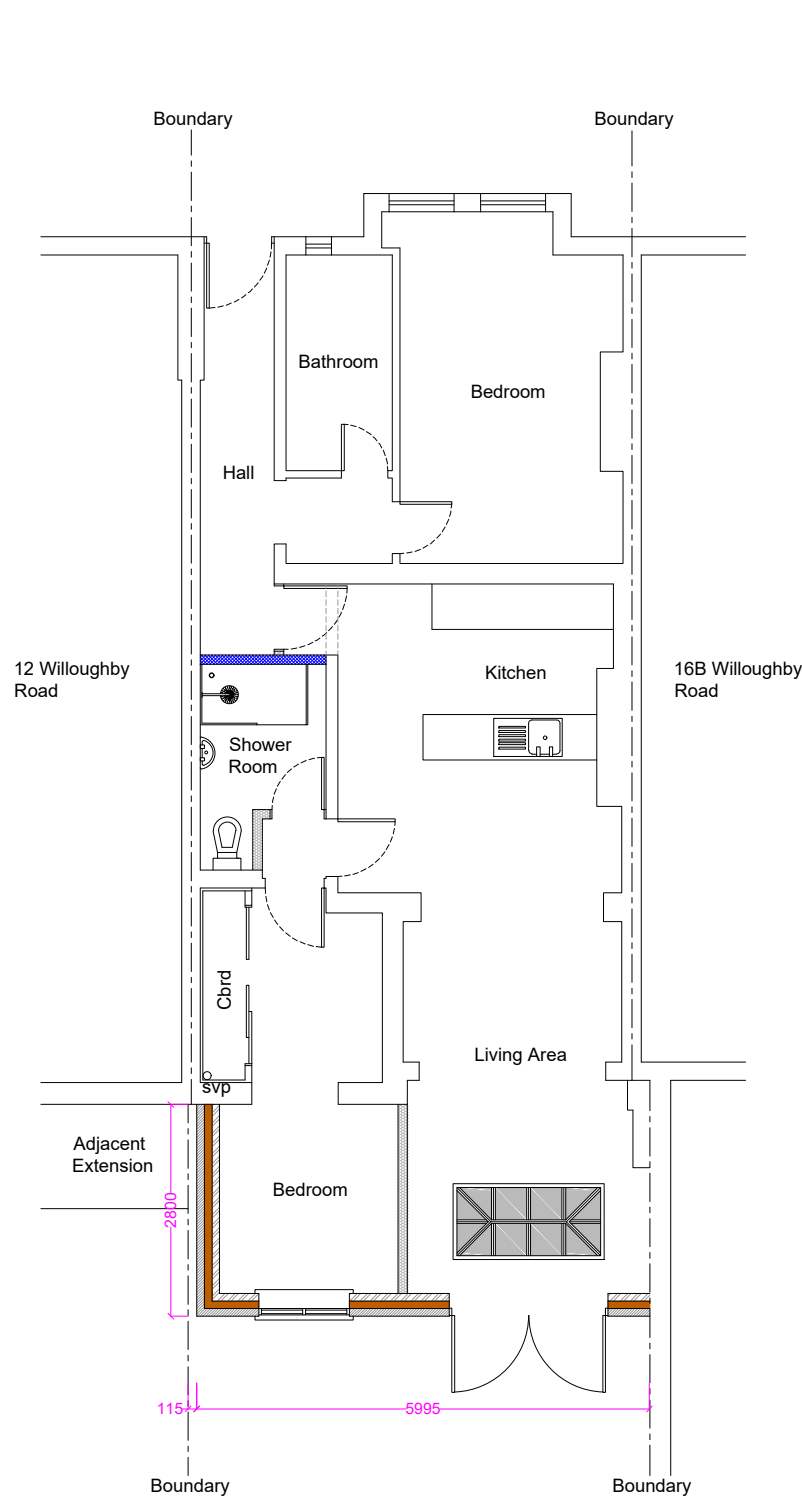 Boundary
Boundary
Bathroom
Bedroom
Hall
12 Willoughby
Road
Kitchen
16B Willoughby
Road
Shower
Room
Cbrd
Living Area
svp
Adjacent
Extension
Bedroom
2800
115
5995
Boundary
Boundary